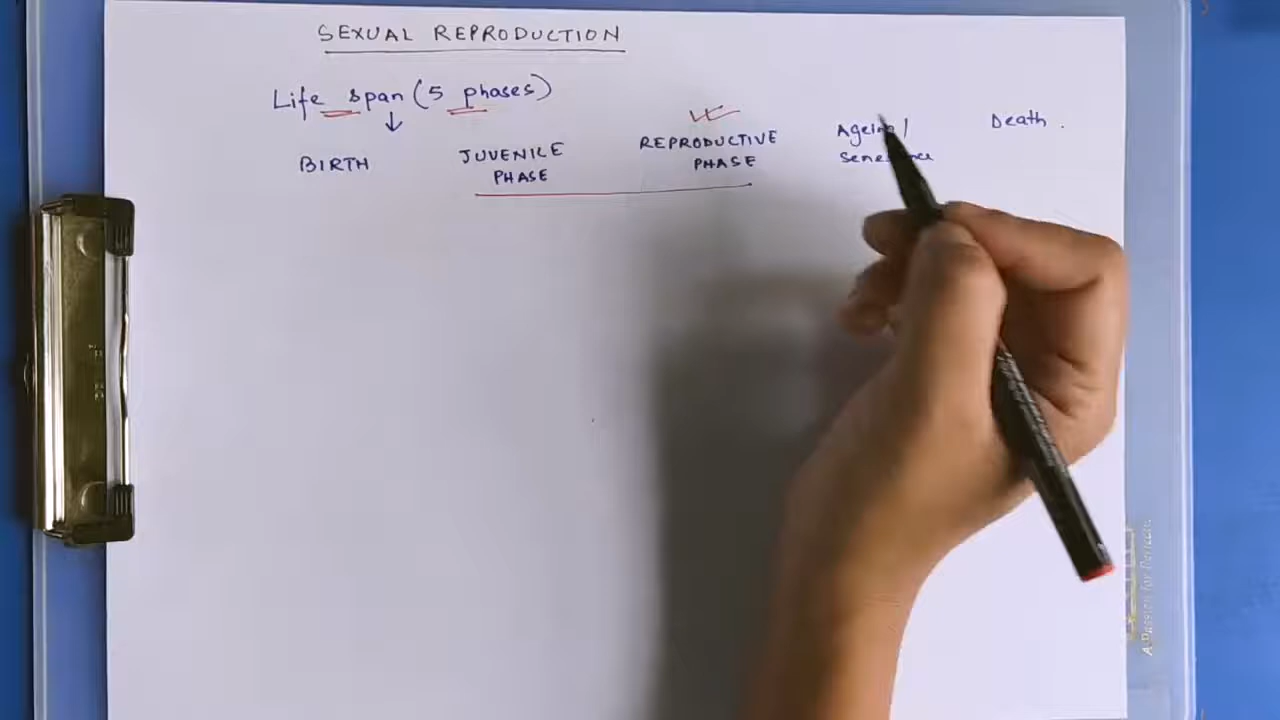 SEXUAL REPRODUCTION
Life span (5 phases)
BIRTH
JUVENILE
PHASE
REPRODUCTIVE
PHASE
Death.